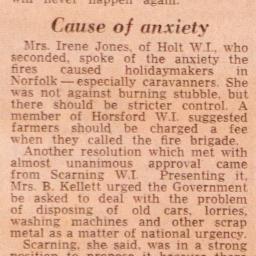 will never happen again.
Cause of anxiety
Mrs. Irene Jones, of Holt W.I., who
seconded, spoke of the anxiety the
fires caused holidaymakers in
Norfolk — especially caravanners. She
was not against burning stubble, but
there should be stricter control. A
member of Horsford W.I. suggested
farmers should be charged a fee
when they called the fire brigade.
Another resolution which met with
almost unanimous approval came
from Scarning W.I. Presenting it,
Mrs. B. Kellett urged the Government
be asked to deal with the problem
of disposing of old cars, lorries,
washing machines and other scrap
metal as a matter of national urgency.
Scarning, she said, was in a strong
position to propose it because there